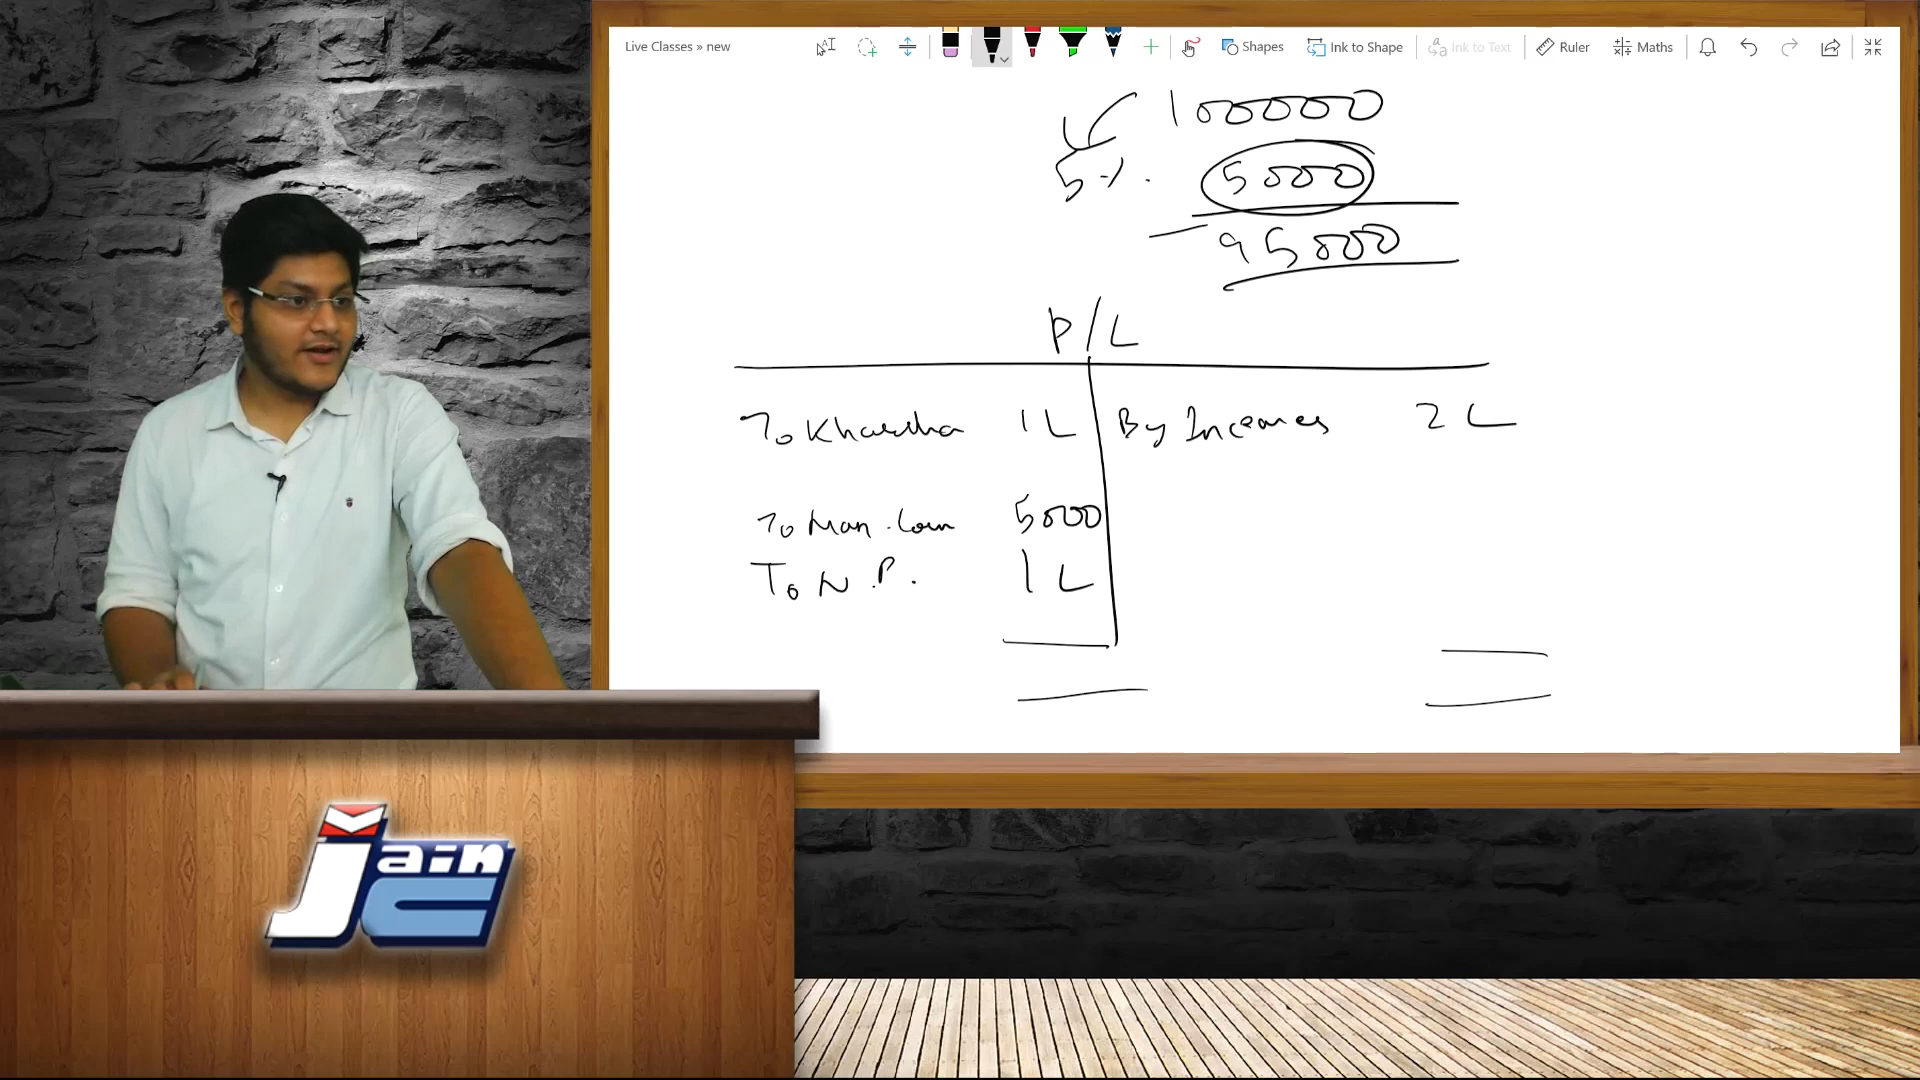 Live Classes » new
Shapes
Ink to Shape
Ink to Text
Ruler
Maths
100000
5%. 5000
95000
P/L
To Kharcha 1L By Incomes 2L
To Man. Com 5000
To N.P. 1L
Jain
C